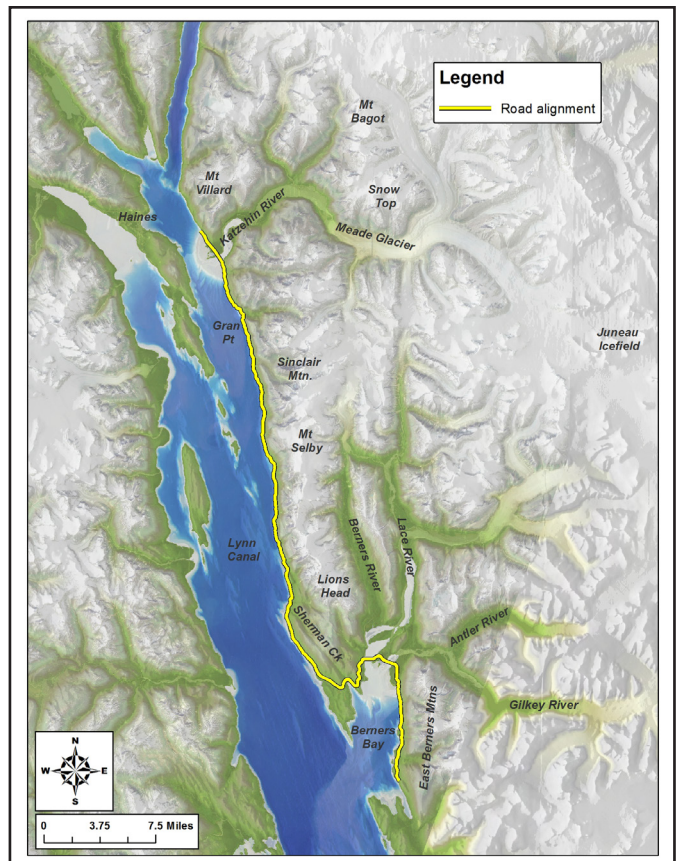 Legend
Road alignment
Mt
Bagot
Mt
Villard
Snow
Top
Haines
Katzehin River
Meade Glacier
Gran
Pt
Juneau
Icefield
Sinclair
Mtn.
Mt
Selby
Berners River
Lace River
Lynn
Canal
Lions
Head
Sherman Ck
Antler River
Gilkey River
East Berners Mtns
Berners
Bay
N
W E
S
0 3.75 7.5 Miles